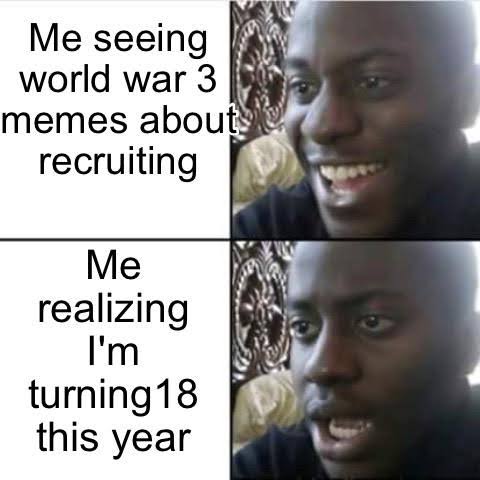 Me seeing
world war 3
memes about
recruiting
Me
realizing
I'm
turning18
this year